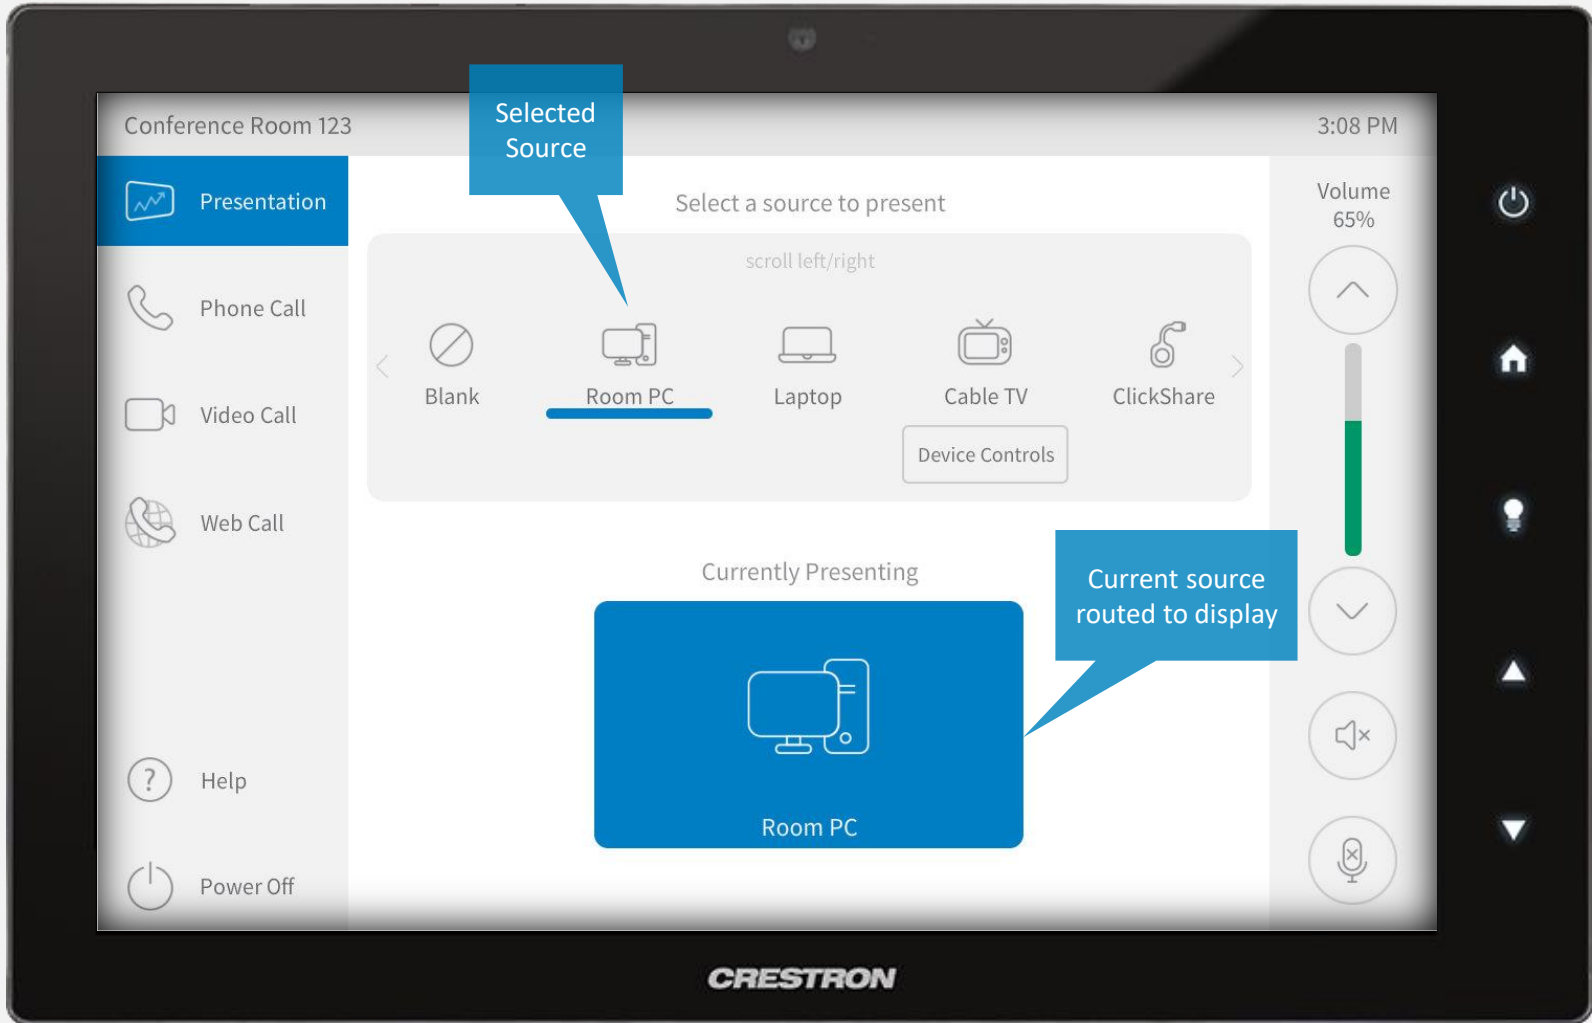 Conference Room 123
3:08 PM
Selected
Source
Presentation
Phone Call
Video Call
Web Call
Help
Power Off
Select a source to present
scroll left/right
Blank
Room PC
Laptop
Cable TV
ClickShare
Device Controls
Currently Presenting
Room PC
Current source
routed to display
Volume
65%
CRESTRON